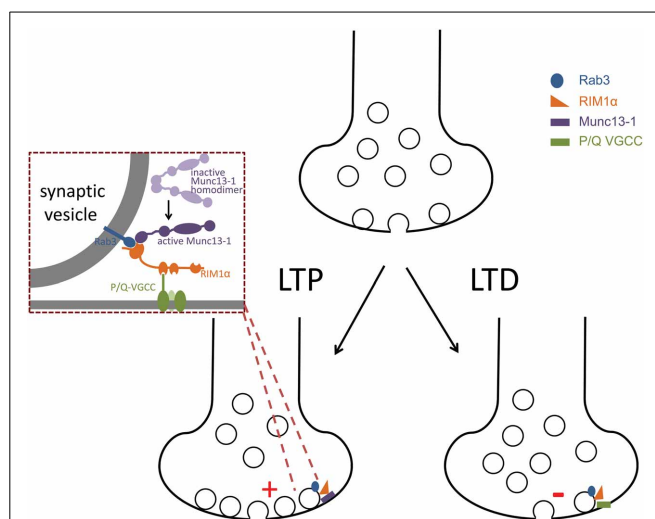 Rab3
RIM1α
Munc13-1
P/Q VGCC
synaptic
vesicle
inactive
Munc13-1
homodimer
Rab3
active Munc13-1
RIM1α
P/Q-VGCC
LTP
LTD
+
-